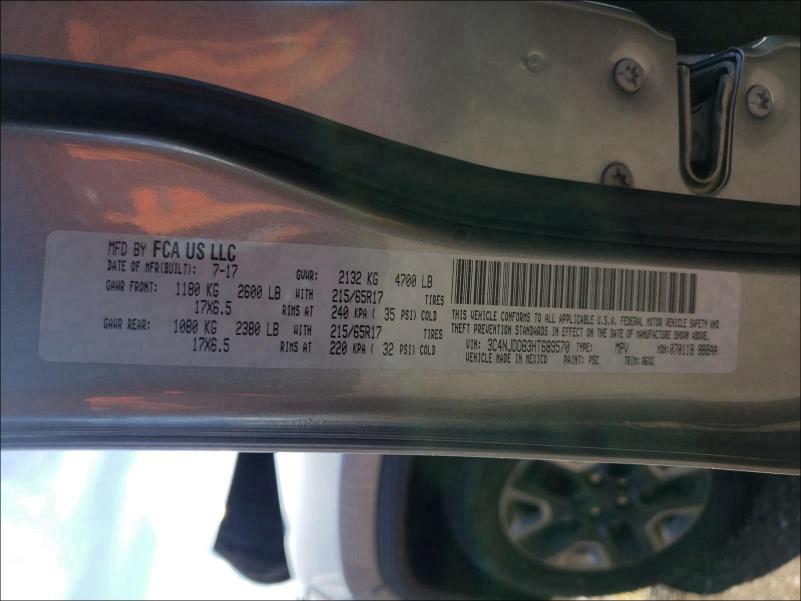 MFD BY FCA US LLC
DATE OF MFR(BUILT): 7-17 GVWR: 2132 KG 4700 LB
GAWR FRONT: 1180 KG 2600 LB WITH 215/65R17 TIRES
17X6.5 RIMS AT 240 KPA ( 35 PSI) COLD
GAWR REAR: 1080 KG 2380 LB WITH 215/65R17 TIRES
17X6.5 RIMS AT 220 KPA ( 32 PSI) COLD
THIS VEHICLE CONFORMS TO ALL APPLICABLE U.S.A. FEDERAL MOTOR VEHICLE SAFETY AND
THEFT PREVENTION STANDARDS IN EFFECT ON THE DATE OF MANUFACTURE SHOWN ABOVE
VIN: 3C4NJDDB3HT689570 TYPE: MPV MDH:
VEHICLE MADE IN MEXICO PAINT: PSC TRIM: